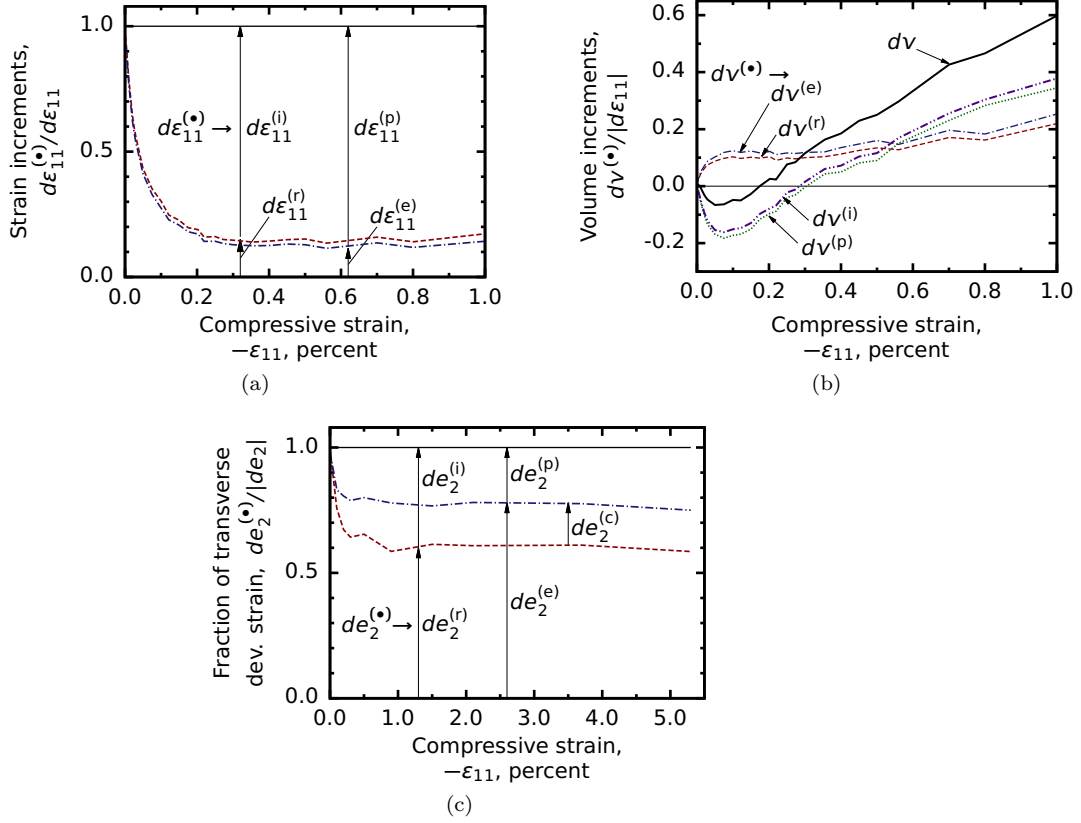 Strain increments,
dε₁₁⁽•⁾/dε₁₁
1.0
0.5
0.0
dε₁₁⁽•⁾→
dε₁₁⁽ⁱ⁾
dε₁₁⁽ᵖ⁾
dε₁₁⁽ʳ⁾
dε₁₁⁽ᵉ⁾
0.0 0.2 0.4 0.6 0.8 1.0
Compressive strain,
−ε₁₁, percent
(a)
Volume increments,
dv⁽•⁾/|dε₁₁|
0.6
0.4
0.2
0.0
-0.2
dv
dv⁽•⁾→
dv⁽ᵉ⁾
dv⁽ʳ⁾
dv⁽ⁱ⁾
dv⁽ᵖ⁾
0.0 0.2 0.4 0.6 0.8 1.0
Compressive strain,
−ε₁₁, percent
(b)
Fraction of transverse
dev. strain, de₂⁽•⁾/|de₂|
1.0
0.5
0.0
de₂⁽ⁱ⁾
de₂⁽ᵖ⁾
de₂⁽ᶜ⁾
de₂⁽•⁾→
de₂⁽ʳ⁾
de₂⁽ᵉ⁾
0.0 1.0 2.0 3.0 4.0 5.0
Compressive strain,
−ε₁₁, percent
(c)